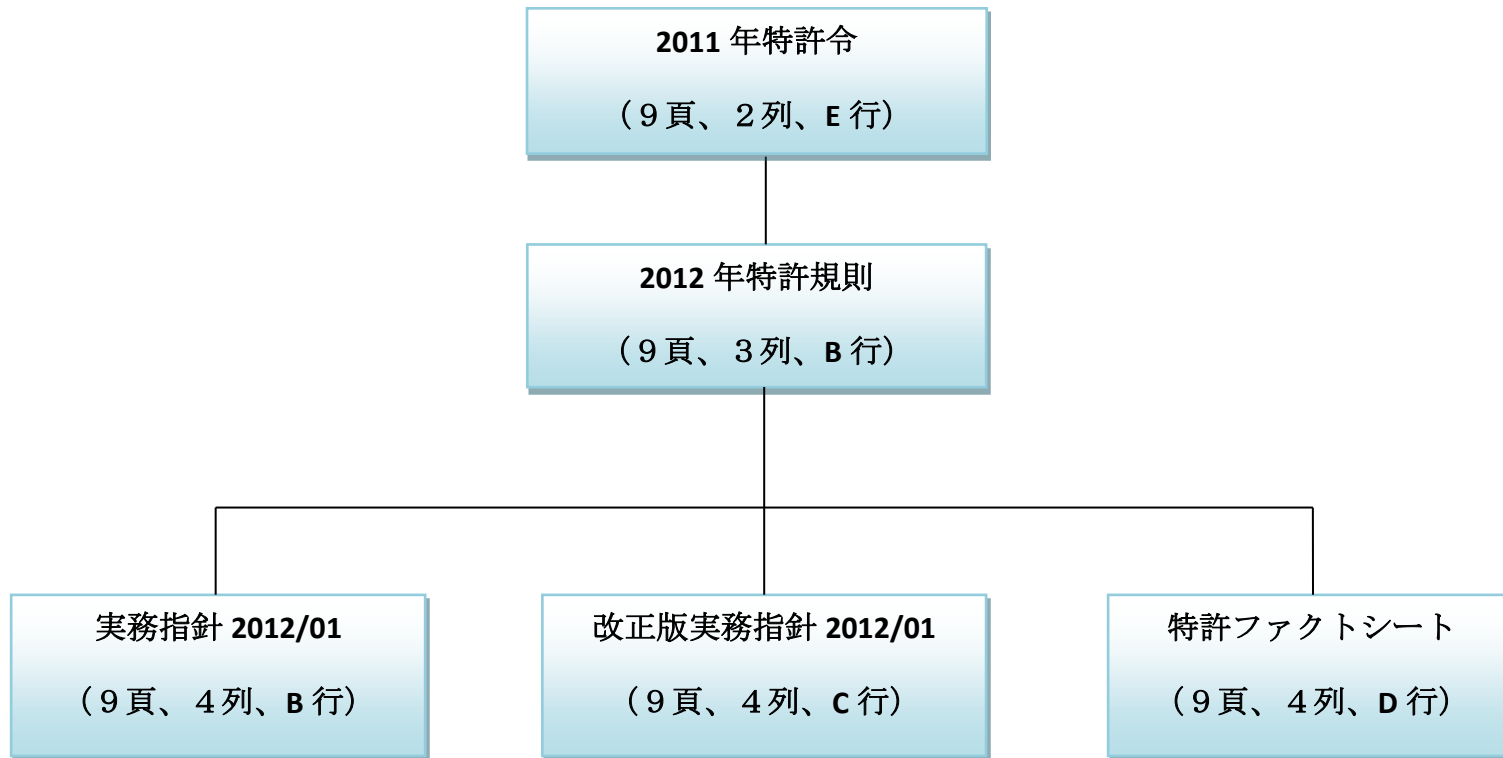 2011 年特許令
（９頁、２列、E 行）
2012 年特許規則
（９頁、３列、B 行）
実務指針 2012/01
（９頁、４列、B 行）
改正版実務指針 2012/01
（９頁、４列、C 行）
特許ファクトシート
（９頁、４列、D 行）